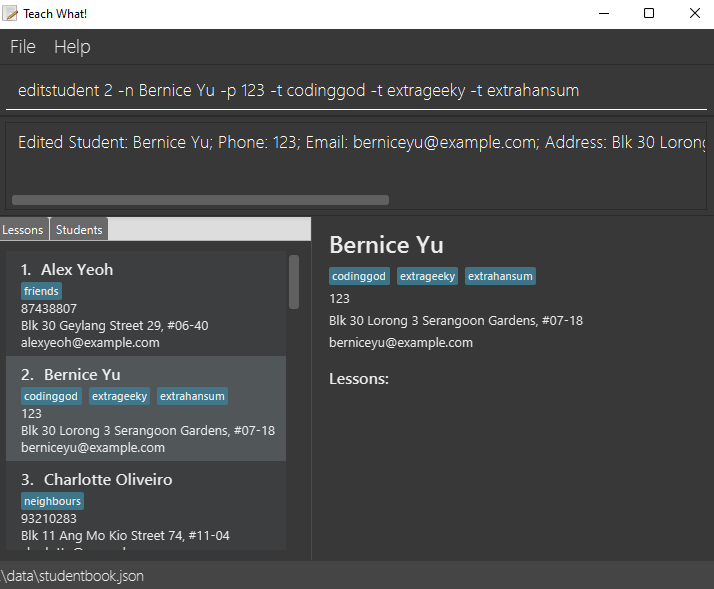 Teach What!
File Help
editstudent 2 -n Bernice Yu -p 123 -t codinggod -t extrageeky -t extrahansum
Edited Student: Bernice Yu; Phone: 123; Email: berniceyu@example.com; Address: Blk 30 Lorong
Lessons Students
1. Alex Yeoh
friends
87438807
Blk 30 Geylang Street 29, #06-40
alexyeoh@example.com
2. Bernice Yu
codinggod extrageeky extrahansum
123
Blk 30 Lorong 3 Serangoon Gardens, #07-18
berniceyu@example.com
3. Charlotte Oliveiro
neighbours
93210283
Blk 11 Ang Mo Kio Street 74, #11-04
Bernice Yu
codinggod extrageeky extrahansum
123
Blk 30 Lorong 3 Serangoon Gardens, #07-18
berniceyu@example.com
Lessons:
.\data\studentbook.json